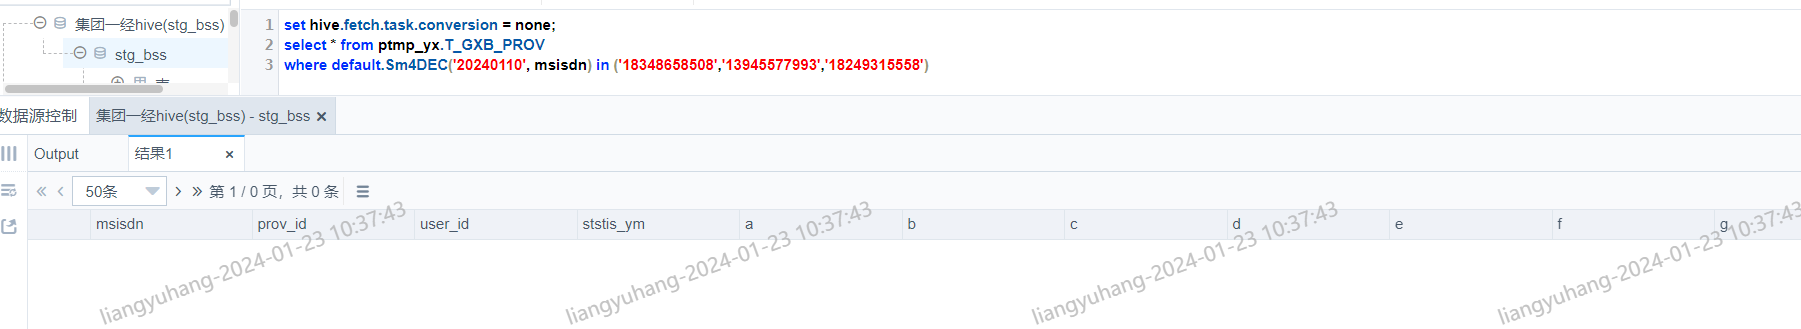 集团一经hive(stg_bss)
stg_bss
1 set hive.fetch.task.conversion = none;
2 select * from ptmp_yx.T_GXB_PROV
3 where default.Sm4DEC('20240110', msisdn) in ('18348658508','13945577993','18249315558')
数据源控制 集团一经hive(stg_bss) - stg_bss ×
Output 结果1 ×
« ‹ 50条 › » 第 1 / 0 页，共 0 条
msisdn prov_id user_id ststis_ym a b c d e f g
liangyuhang-2024-01-23 10:37:43
liangyuhang-2024-01-23 10:37:43
liangyuhang-2024-01-23 10:37:43
liangyuhang-2024-01-23 10:37:43